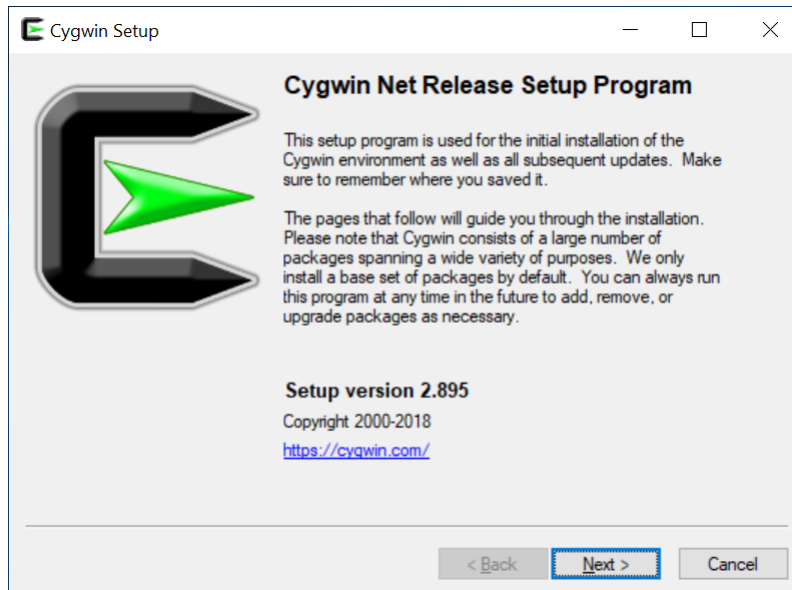 Cygwin Setup
Cygwin Net Release Setup Program
This setup program is used for the initial installation of the
Cygwin environment as well as all subsequent updates.  Make
sure to remember where you saved it.
The pages that follow will guide you through the installation.
Please note that Cygwin consists of a large number of
packages spanning a wide variety of purposes.  We only
install a base set of packages by default.  You can always run
this program at any time in the future to add, remove, or
upgrade packages as necessary.
Setup version 2.895
Copyright 2000-2018
https://cygwin.com/
< Back
Next >
Cancel